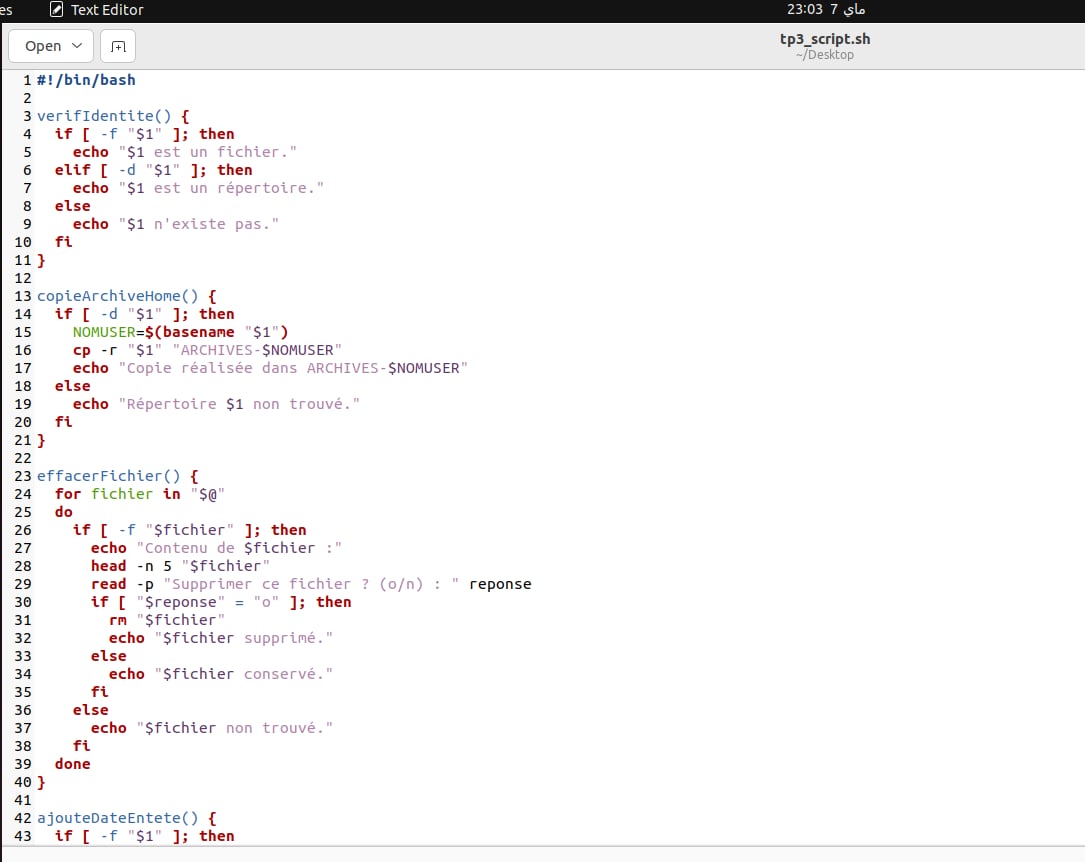 es Text Editor 23:03 7 ماي
Open tp3_script.sh
~/Desktop
1 #!/bin/bash
2
3 verifIdentite() {
4   if [ -f "$1" ]; then
5     echo "$1 est un fichier."
6   elif [ -d "$1" ]; then
7     echo "$1 est un répertoire."
8   else
9     echo "$1 n'existe pas."
10   fi
11 }
12
13 copieArchiveHome() {
14   if [ -d "$1" ]; then
15     NOMUSER=$(basename "$1")
16     cp -r "$1" "ARCHIVES-$NOMUSER"
17     echo "Copie réalisée dans ARCHIVES-$NOMUSER"
18   else
19     echo "Répertoire $1 non trouvé."
20   fi
21 }
22
23 effacerFichier() {
24   for fichier in "$@"
25   do
26     if [ -f "$fichier" ]; then
27       echo "Contenu de $fichier :"
28       head -n 5 "$fichier"
29       read -p "Supprimer ce fichier ? (o/n) : " reponse
30       if [ "$reponse" = "o" ]; then
31         rm "$fichier"
32         echo "$fichier supprimé."
33       else
34         echo "$fichier conservé."
35       fi
36     else
37       echo "$fichier non trouvé."
38     fi
39   done
40 }
41
42 ajouteDateEntete() {
43   if [ -f "$1" ]; then